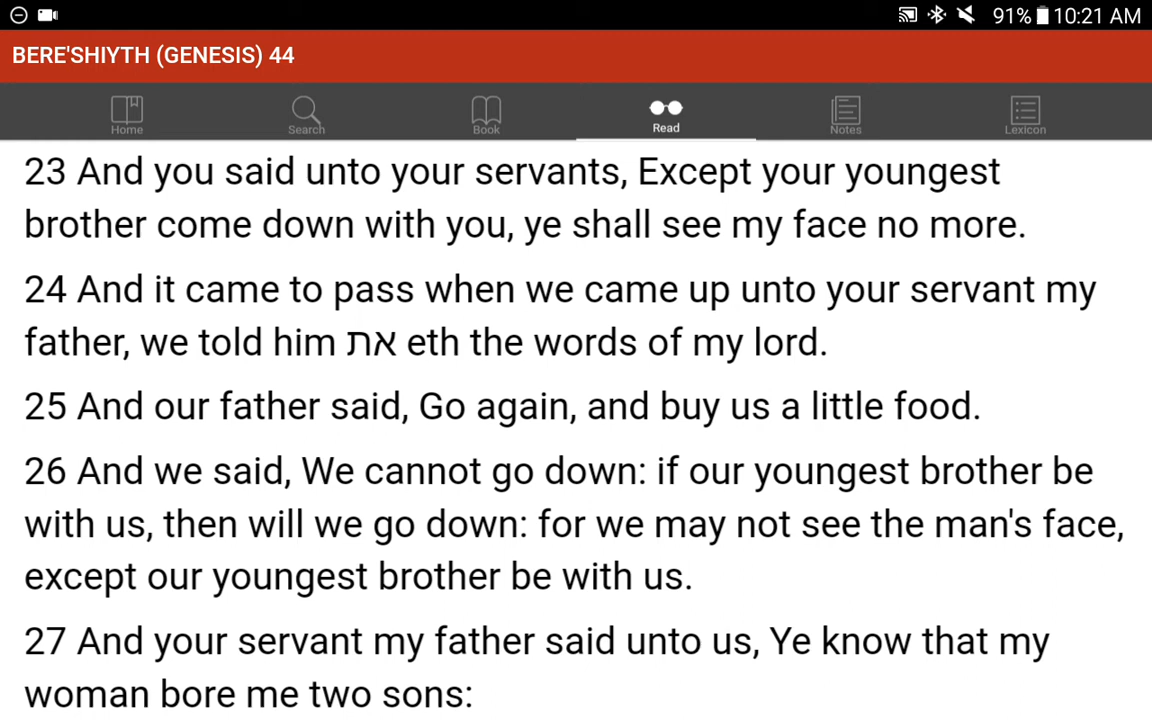 91% 10:21 AM
BERE'SHIYTH (GENESIS) 44
Home Search Book Read Notes Lexicon
23 And you said unto your servants, Except your youngest
brother come down with you, ye shall see my face no more.
24 And it came to pass when we came up unto your servant my
father, we told him את eth the words of my lord.
25 And our father said, Go again, and buy us a little food.
26 And we said, We cannot go down: if our youngest brother be
with us, then will we go down: for we may not see the man's face,
except our youngest brother be with us.
27 And your servant my father said unto us, Ye know that my
woman bore me two sons: